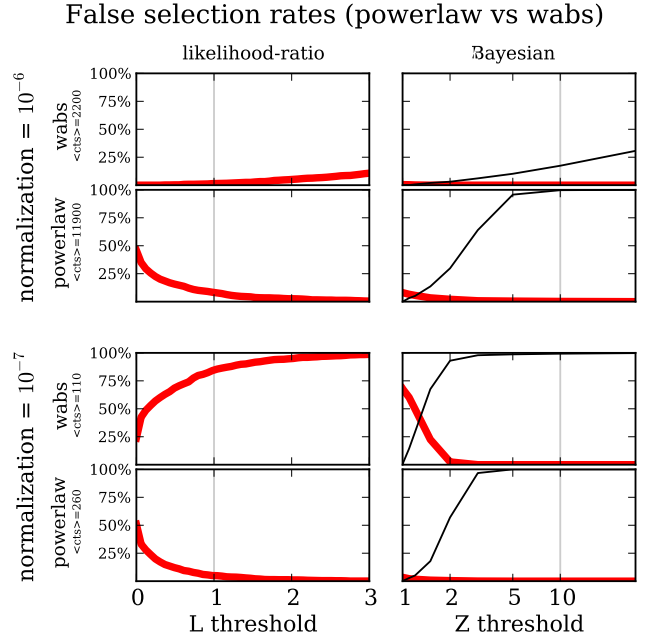 False selection rates (powerlaw vs wabs)
likelihood-ratio
Bayesian
normalization = 10⁻⁶
wabs
<cts>=2200
100%
75%
50%
25%
powerlaw
<cts>=11900
100%
75%
50%
25%
normalization = 10⁻⁷
wabs
<cts>=110
100%
75%
50%
25%
powerlaw
<cts>=260
100%
75%
50%
25%
0 1 2 3
1 2 5 10
L threshold
Z threshold